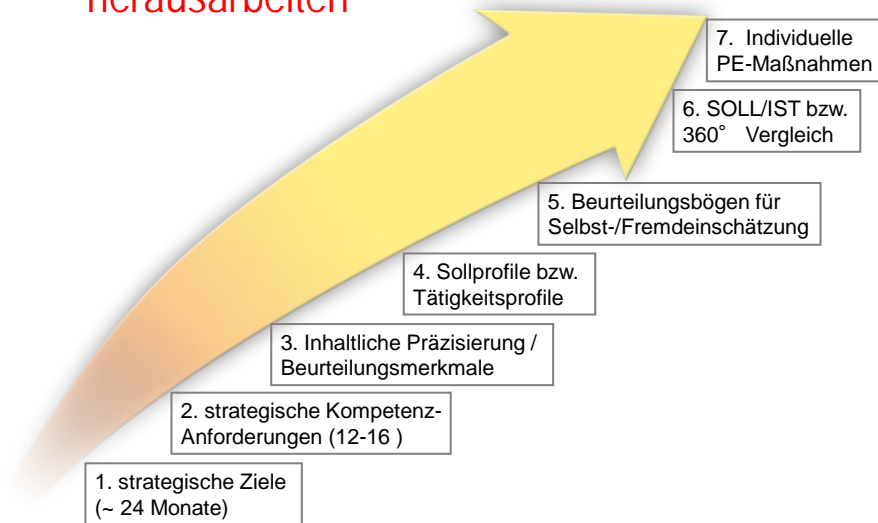 herausarbeiten
7. Individuelle
PE-Maßnahmen
6. SOLL/IST bzw.
360° Vergleich
5. Beurteilungsbögen für
Selbst-/Fremdeinschätzung
4. Sollprofile bzw.
Tätigkeitsprofile
3. Inhaltliche Präzisierung /
Beurteilungsmerkmale
2. strategische Kompetenz-
Anforderungen (12-16 )
1. strategische Ziele
(~ 24 Monate)